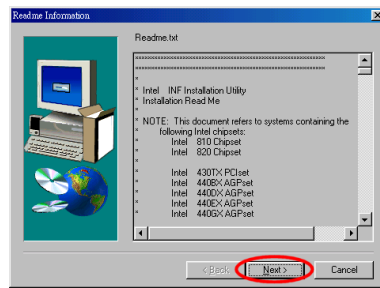 Readme Information
Readme.txt
* Intel INF Installation Utility
* Installation Read Me
*
* NOTE: This document refers to systems containing the
* following Intel chipsets:
* Intel 810 Chipset
* Intel 820 Chipset
*
* Intel 430TX PCIset
* Intel 440BX AGPset
* Intel 440DX AGPset
* Intel 440EX AGPset
* Intel 440GX AGPset
< Back
Next >
Cancel